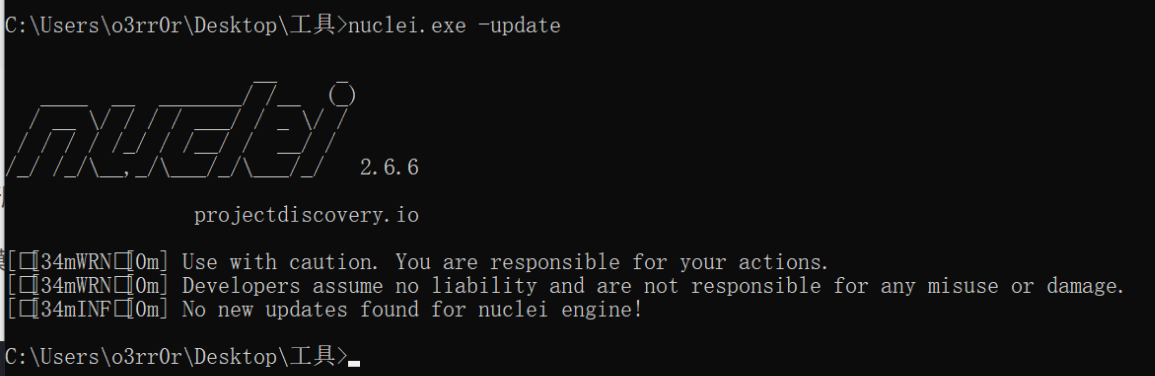 C:\Users\o3rr0r\Desktop\工具>nuclei.exe -update
nuclei 2.6.6
projectdiscovery.io
[□[34mWRN□[0m] Use with caution. You are responsible for your actions.
[□[34mWRN□[0m] Developers assume no liability and are not responsible for any misuse or damage.
[□[34mINF□[0m] No new updates found for nuclei engine!
C:\Users\o3rr0r\Desktop\工具>